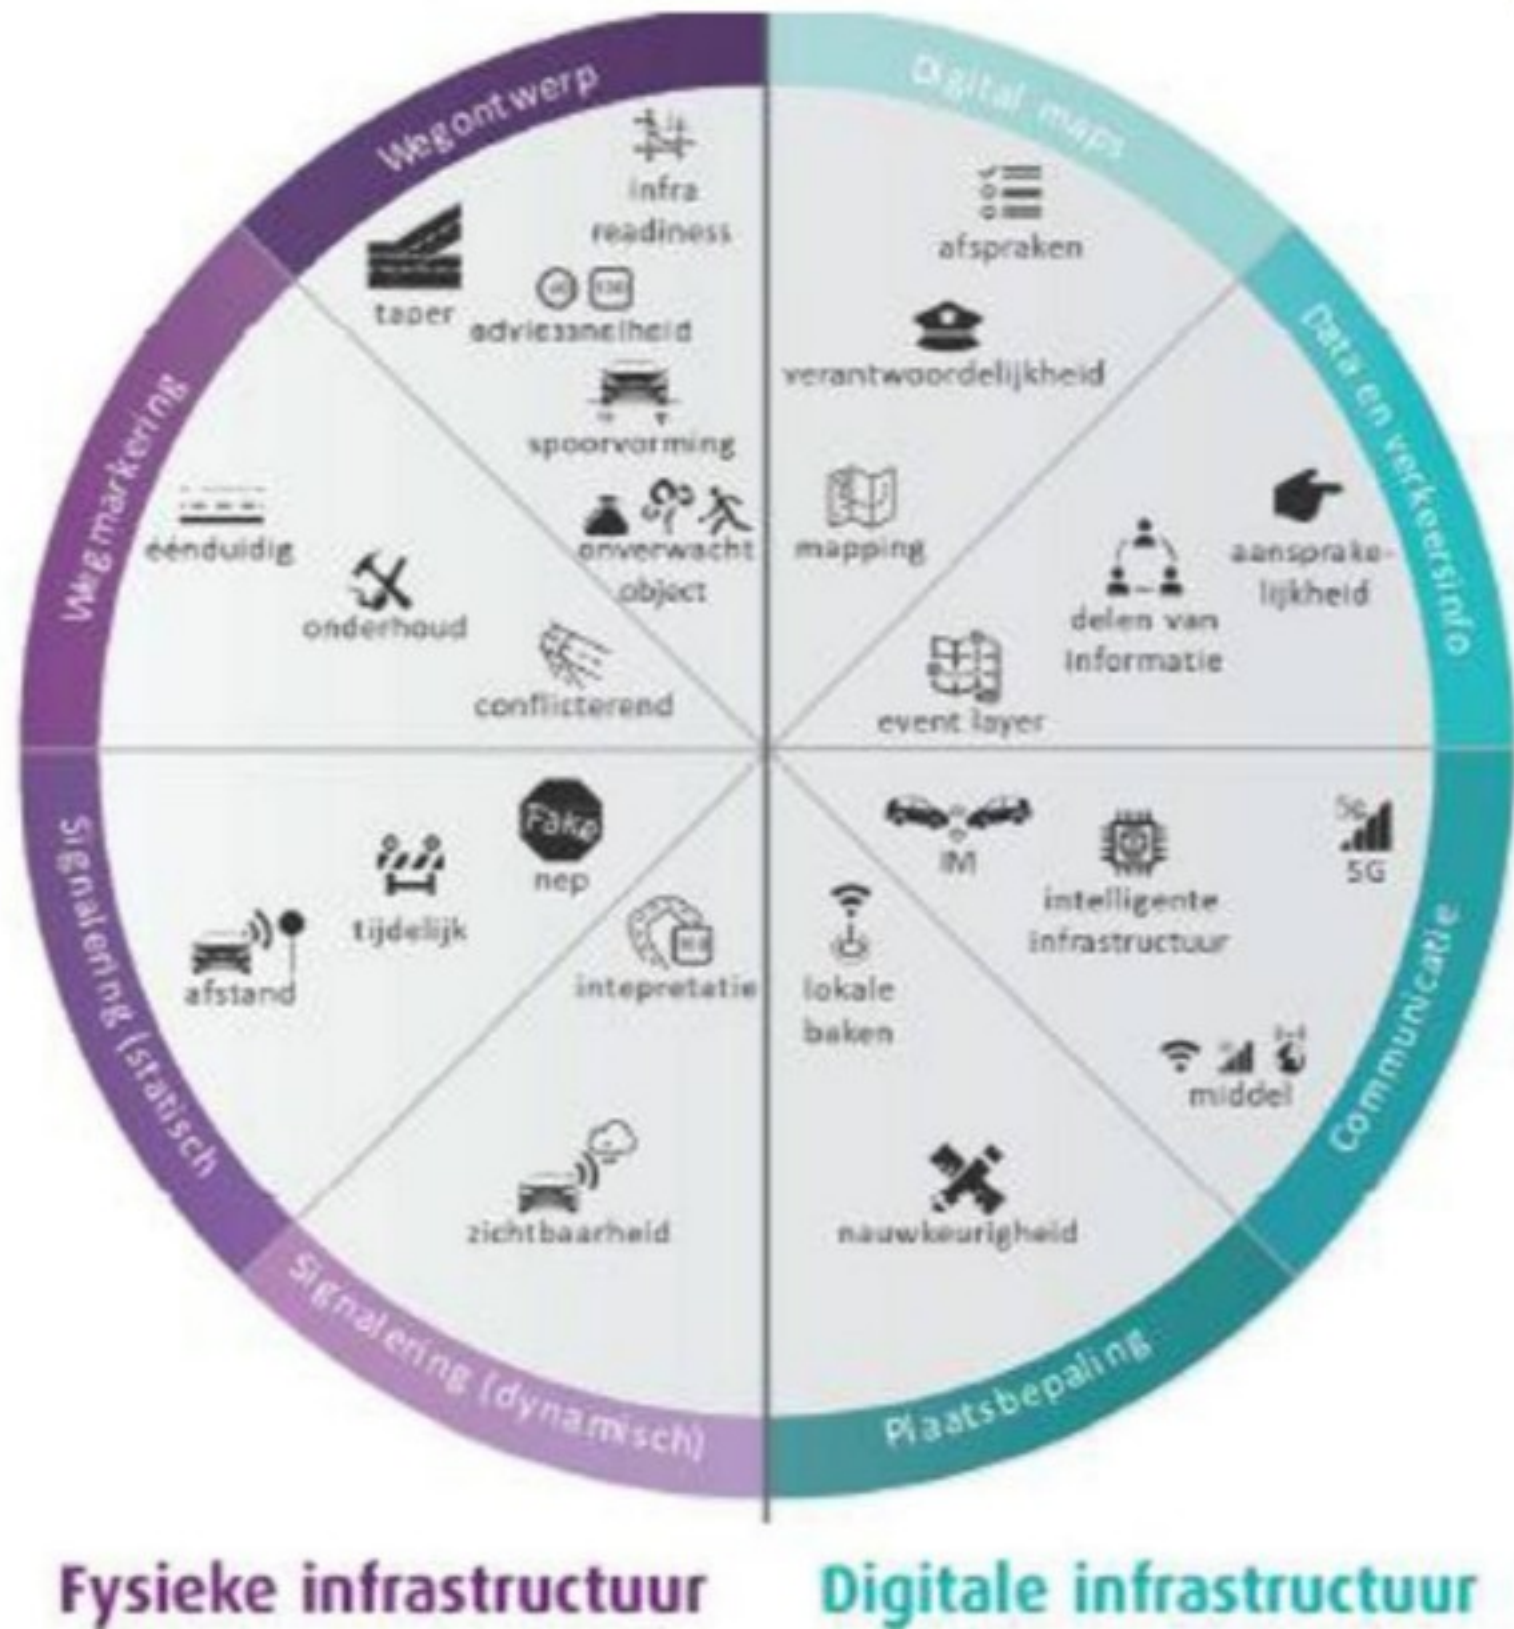 Wegontwerp
infra
readiness
taper
adviessnelheid
spoorvorming
onverwacht
object
Wegmarkering
éénduidig
onderhoud
conflicterend
Signalering (statisch
Fake
nep
tijdelijk
afstand
Signalering (dynamisch)
intepretatie
zichtbaarheid
Digital maps
afspraken
verantwoordelijkheid
mapping
Data en verkeersinfo
aansprake-
lijkheid
delen van
informatie
event layer
Communicatie
IM
intelligente
infrastructuur
5G
5G
middel
Plaatsbepaling
lokale
baken
nauwkeurigheid
Fysieke infrastructuur
Digitale infrastructuur